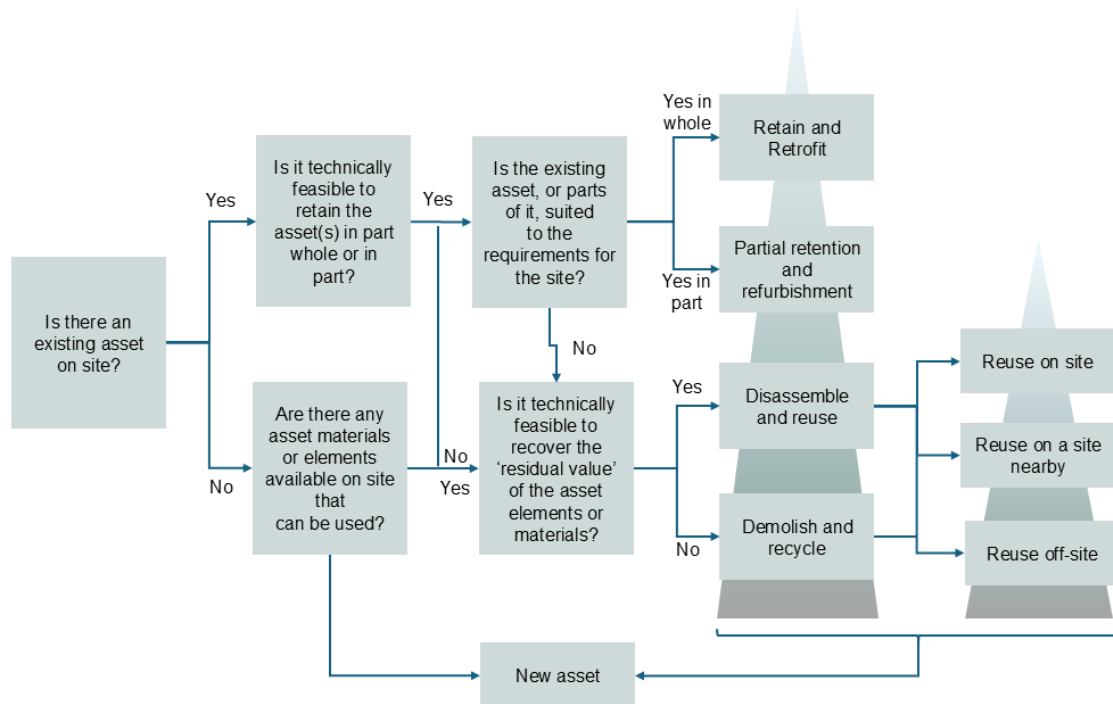 Is there an
existing asset
on site?
Yes
No
Is it technically
feasible to
retain the
asset(s) in part
whole or in
part?
Are there any
asset materials
or elements
available on site
that
can be used?
Yes
No
Yes
Is the existing
asset, or parts
of it, suited
to the
requirements for
the site?
No
Is it technically
feasible to
recover the
‘residual value’
of the asset
elements or
materials?
Yes in
whole
Yes in
part
Yes
No
Retain and
Retrofit
Partial retention
and
refurbishment
Disassemble
and reuse
Demolish and
recycle
Reuse on site
Reuse on a site
nearby
Reuse off-site
New asset